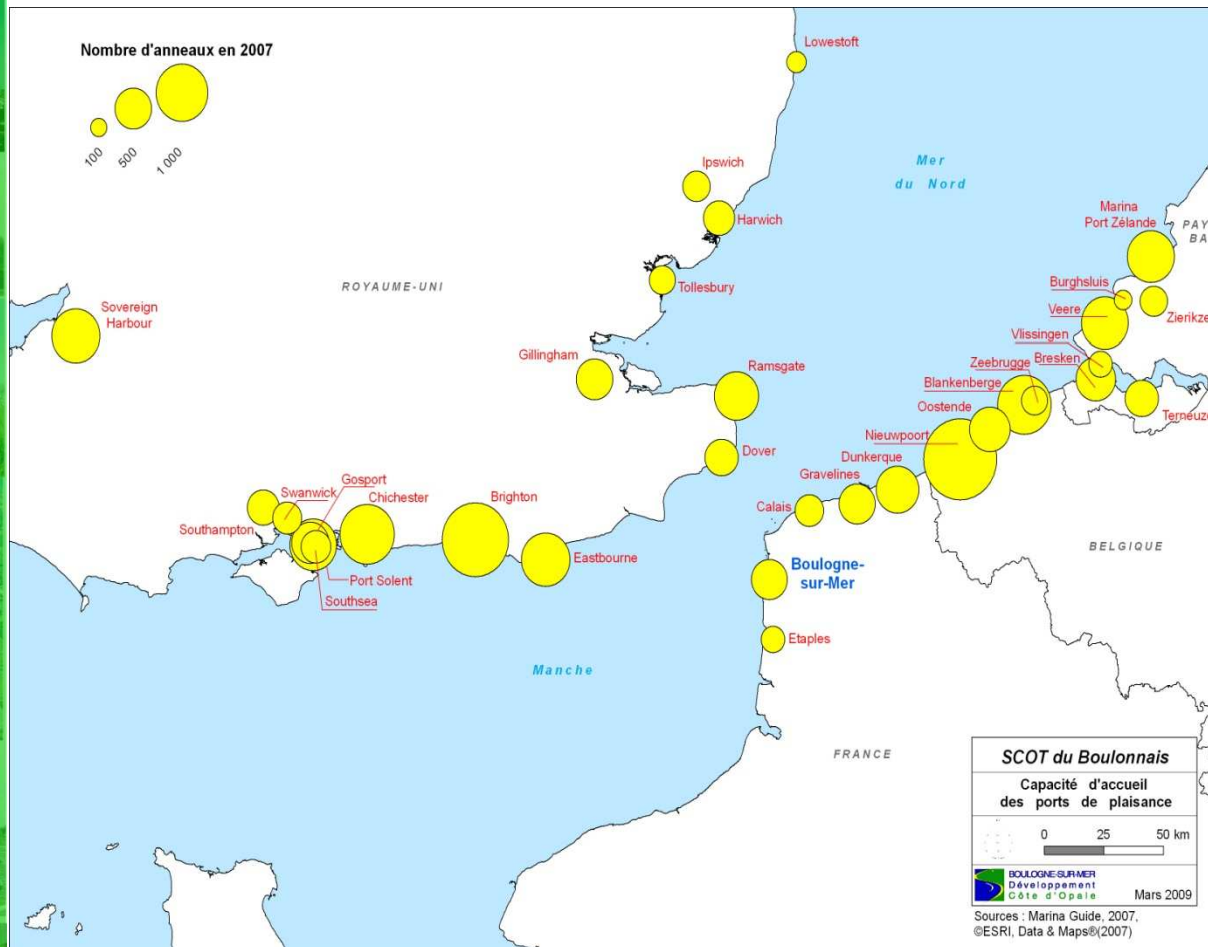 Nombre d'anneaux en 2007
100
500
1 000
Lowestoft
Ipswich
Harwich
Mer
du Nord
Marina
Port Zélande
PAY
BA
ROYAUME-UNI
Tollesbury
Burghsluis
Zierikze
Veere
Sovereign
Harbour
Vlissingen
Gillingham
Ramsgate
Zeebrugge
Bresken
Blankenberge
Terneuze
Oostende
Nieuwpoort
Dover
Dunkerque
Gravelines
Calais
Gosport
Swanwick
Chichester
Brighton
Southampton
Eastbourne
Port Solent
Southsea
BELGIQUE
Boulogne-
sur-Mer
Etaples
Manche
FRANCE
SCOT du Boulonnais
Capacité d'accueil
des ports de plaisance
0 25 50 km
BOULOGNE-SUR-MER
Développement
Côte d'Opale
Mars 2009
Sources : Marina Guide, 2007,
©ESRI, Data & Maps®(2007)